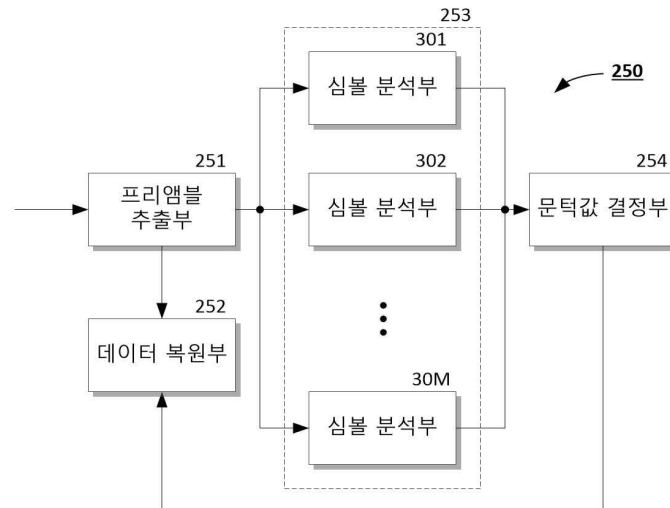 253
301
심볼 분석부
250
251
프리앰블
추출부
302
심볼 분석부
254
문턱값 결정부
252
데이터 복원부
30M
심볼 분석부